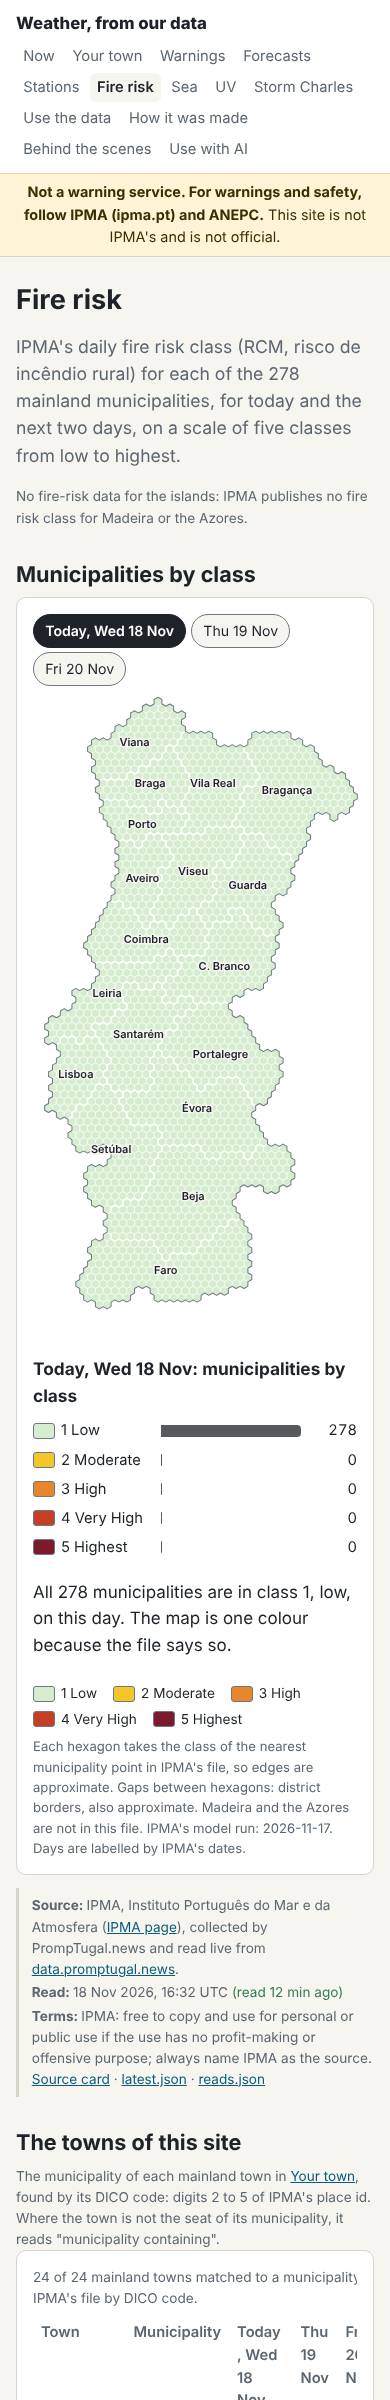 Weather, from our data
Now Your town Warnings Forecasts
Stations Fire risk Sea UV Storm Charles
Use the data How it was made
Behind the scenes Use with AI
Not a warning service. For warnings and safety,
follow IPMA (ipma.pt) and ANEPC. This site is not
IPMA's and is not official.
Fire risk
IPMA's daily fire risk class (RCM, risco de
incêndio rural) for each of the 278
mainland municipalities, for today and the
next two days, on a scale of five classes
from low to highest.
No fire-risk data for the islands: IPMA publishes no fire
risk class for Madeira or the Azores.
Municipalities by class
Today, Wed 18 Nov Thu 19 Nov
Fri 20 Nov
Viana
Braga Vila Real Bragança
Porto
Aveiro Viseu Guarda
Coimbra
C. Branco
Leiria
Santarém
Portalegre
Lisboa
Évora
Setúbal
Beja
Faro
Today, Wed 18 Nov: municipalities by
class
1 Low 278
2 Moderate 0
3 High 0
4 Very High 0
5 Highest 0
All 278 municipalities are in class 1, low,
on this day. The map is one colour
because the file says so.
1 Low 2 Moderate 3 High
4 Very High 5 Highest
Each hexagon takes the class of the nearest
municipality point in IPMA's file, so edges are
approximate. Gaps between hexagons: district
borders, also approximate. Madeira and the Azores
are not in this file. IPMA's model run: 2026-11-17.
Days are labelled by IPMA's dates.
Source: IPMA, Instituto Português do Mar e da
Atmosfera (IPMA page), collected by
PrompTugal.news and read live from
data.promptugal.news.
Read: 18 Nov 2026, 16:32 UTC (read 12 min ago)
Terms: IPMA: free to copy and use for personal or
public use if the use has no profit-making or
offensive purpose; always name IPMA as the source.
Source card · latest.json · reads.json
The towns of this site
The municipality of each mainland town in Your town,
found by its DICO code: digits 2 to 5 of IPMA's place id.
Where the town is not the seat of its municipality, it
reads "municipality containing".
24 of 24 mainland towns matched to a municipality
IPMA's file by DICO code.
Town Municipality Today Thu
, Wed 19
18 Nov
Nov